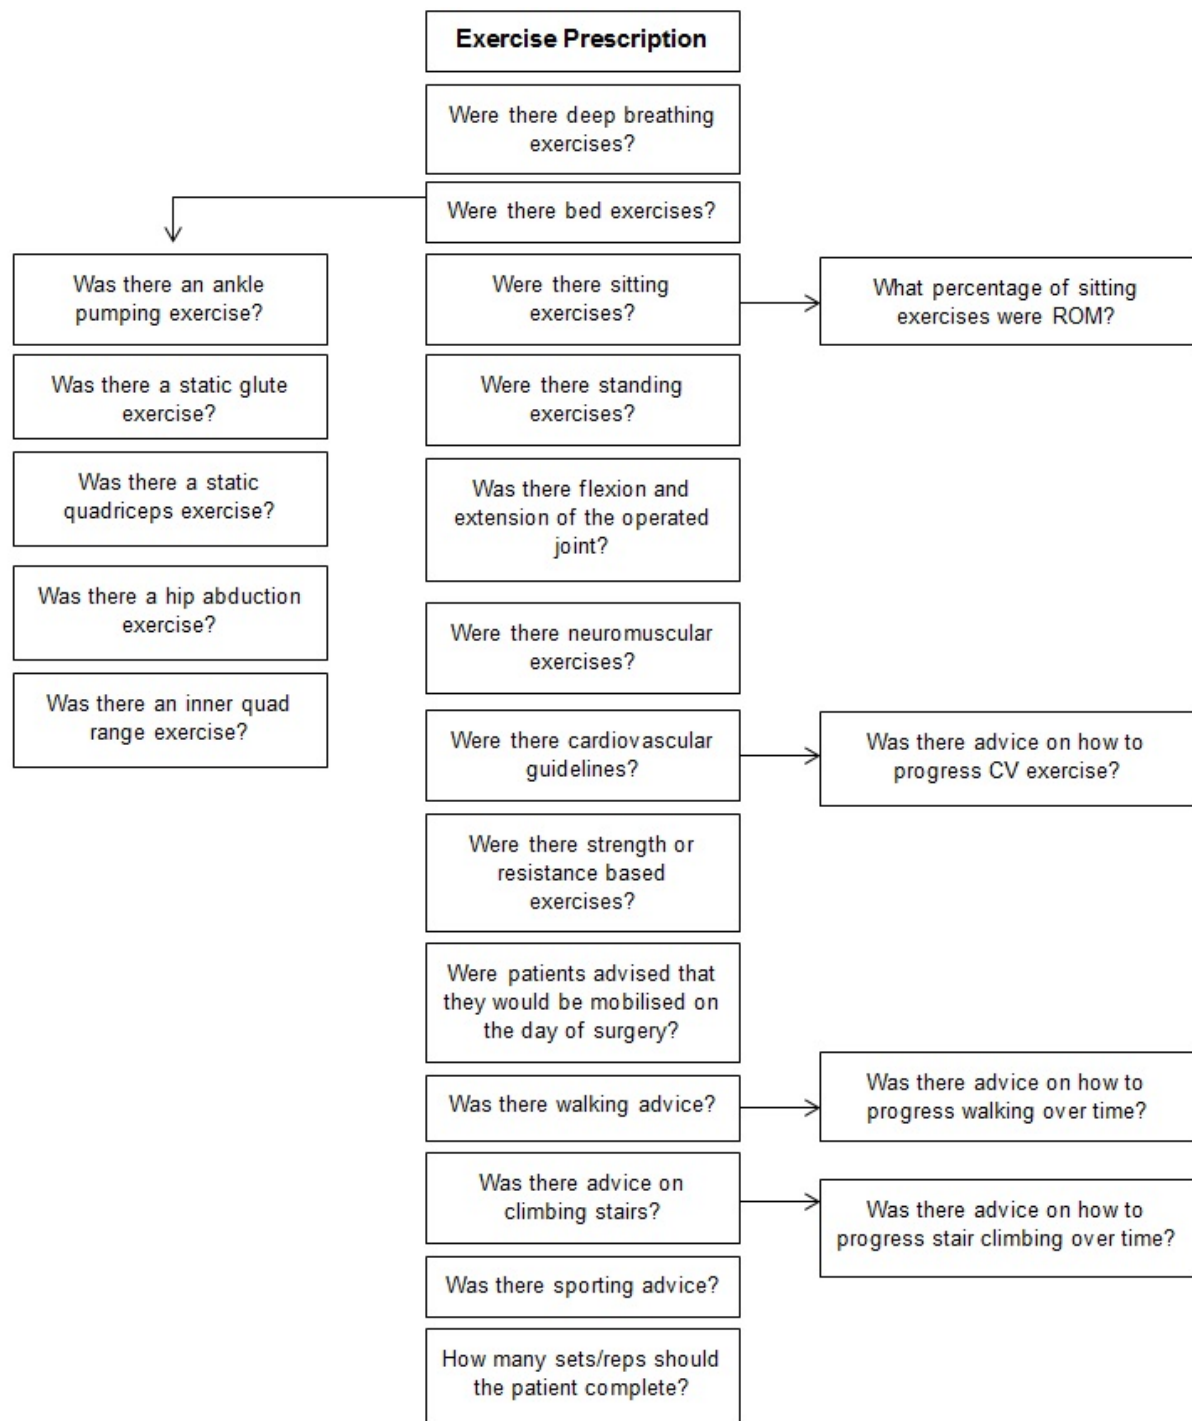 Exercise Prescription
Were there deep breathing
exercises?
Were there bed exercises?
Was there an ankle
pumping exercise?
Was there a static glute
exercise?
Was there a static
quadriceps exercise?
Was there a hip abduction
exercise?
Was there an inner quad
range exercise?
Were there sitting
exercises?
What percentage of sitting
exercises were ROM?
Were there standing
exercises?
Was there flexion and
extension of the operated
joint?
Were there neuromuscular
exercises?
Were there cardiovascular
guidelines?
Was there advice on how to
progress CV exercise?
Were there strength or
resistance based
exercises?
Were patients advised that
they would be mobilised on
the day of surgery?
Was there walking advice?
Was there advice on how to
progress walking over time?
Was there advice on
climbing stairs?
Was there advice on how to
progress stair climbing over time?
Was there sporting advice?
How many sets/reps should
the patient complete?